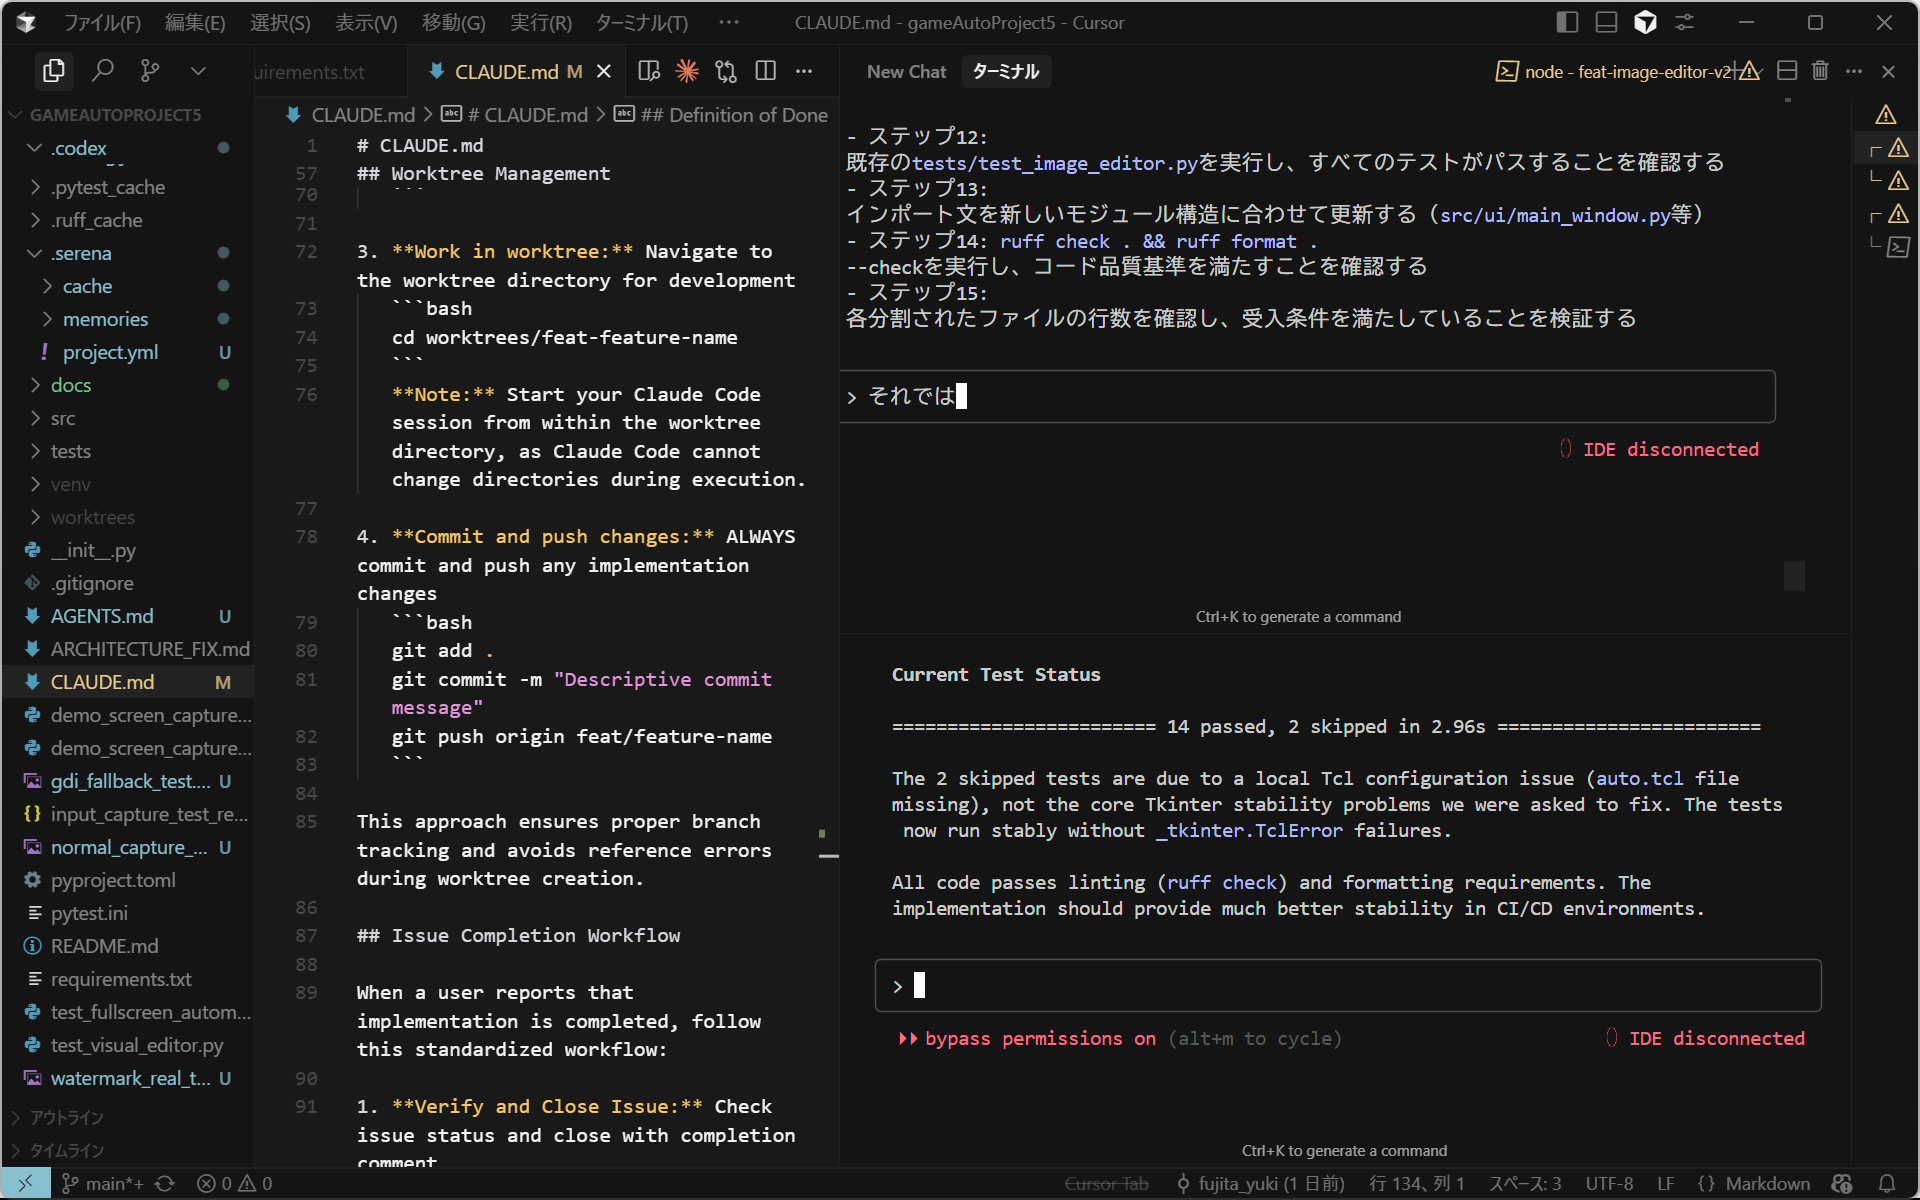 ファイル(F) 編集(E) 選択(S) 表示(V) 移動(G) 実行(R) ターミナル(T) ···
CLAUDE.md - gameAutoProject5 - Cursor
uirements.txt
CLAUDE.md M
GAMEAUTOPROJECT5
.codex
.pytest_cache
.ruff_cache
.serena
cache
memories
! project.yml U
docs
src
tests
venv
worktrees
__init__.py
.gitignore
AGENTS.md U
ARCHITECTURE_FIX.md
CLAUDE.md M
demo_screen_capture...
demo_screen_capture...
gdi_fallback_test.... U
input_capture_test_re...
normal_capture_... U
pyproject.toml
pytest.ini
README.md
requirements.txt
test_fullscreen_autom...
test_visual_editor.py
watermark_real_t... U
アウトライン
タイムライン
CLAUDE.md > # CLAUDE.md > ## Definition of Done
1 # CLAUDE.md
57 ## Worktree Management
70 ```
71
72 3. **Work in worktree:** Navigate to
the worktree directory for development
73 ```bash
74 cd worktrees/feat-feature-name
75 ```
76 **Note:** Start your Claude Code
session from within the worktree
directory, as Claude Code cannot
change directories during execution.
77
78 4. **Commit and push changes:** ALWAYS
commit and push any implementation
changes
79 ```bash
80 git add .
81 git commit -m "Descriptive commit
message"
82 git push origin feat/feature-name
83 ```
84
85 This approach ensures proper branch
tracking and avoids reference errors
during worktree creation.
86
87 ## Issue Completion Workflow
88
89 When a user reports that
implementation is completed, follow
this standardized workflow:
90
91 1. **Verify and Close Issue:** Check
issue status and close with completion
comment
New Chat ターミナル
node - feat-image-editor-v2
- ステップ12:
既存のtests/test_image_editor.pyを実行し、すべてのテストがパスすることを確認する
- ステップ13:
インポート文を新しいモジュール構造に合わせて更新する（src/ui/main_window.py等）
- ステップ14: ruff check . && ruff format .
--checkを実行し、コード品質基準を満たすことを確認する
- ステップ15:
各分割されたファイルの行数を確認し、受入条件を満たしていることを検証する
> それでは
IDE disconnected
Ctrl+K to generate a command
Current Test Status
======================== 14 passed, 2 skipped in 2.96s ========================
The 2 skipped tests are due to a local Tcl configuration issue (auto.tcl file
missing), not the core Tkinter stability problems we were asked to fix. The tests
now run stably without _tkinter.TclError failures.
All code passes linting (ruff check) and formatting requirements. The
implementation should provide much better stability in CI/CD environments.
>
bypass permissions on (alt+m to cycle)
IDE disconnected
Ctrl+K to generate a command
main*+ 0 0
Cursor Tab fujita_yuki (1 日前) 行 134、列 1 スペース: 3 UTF-8 LF {} Markdown